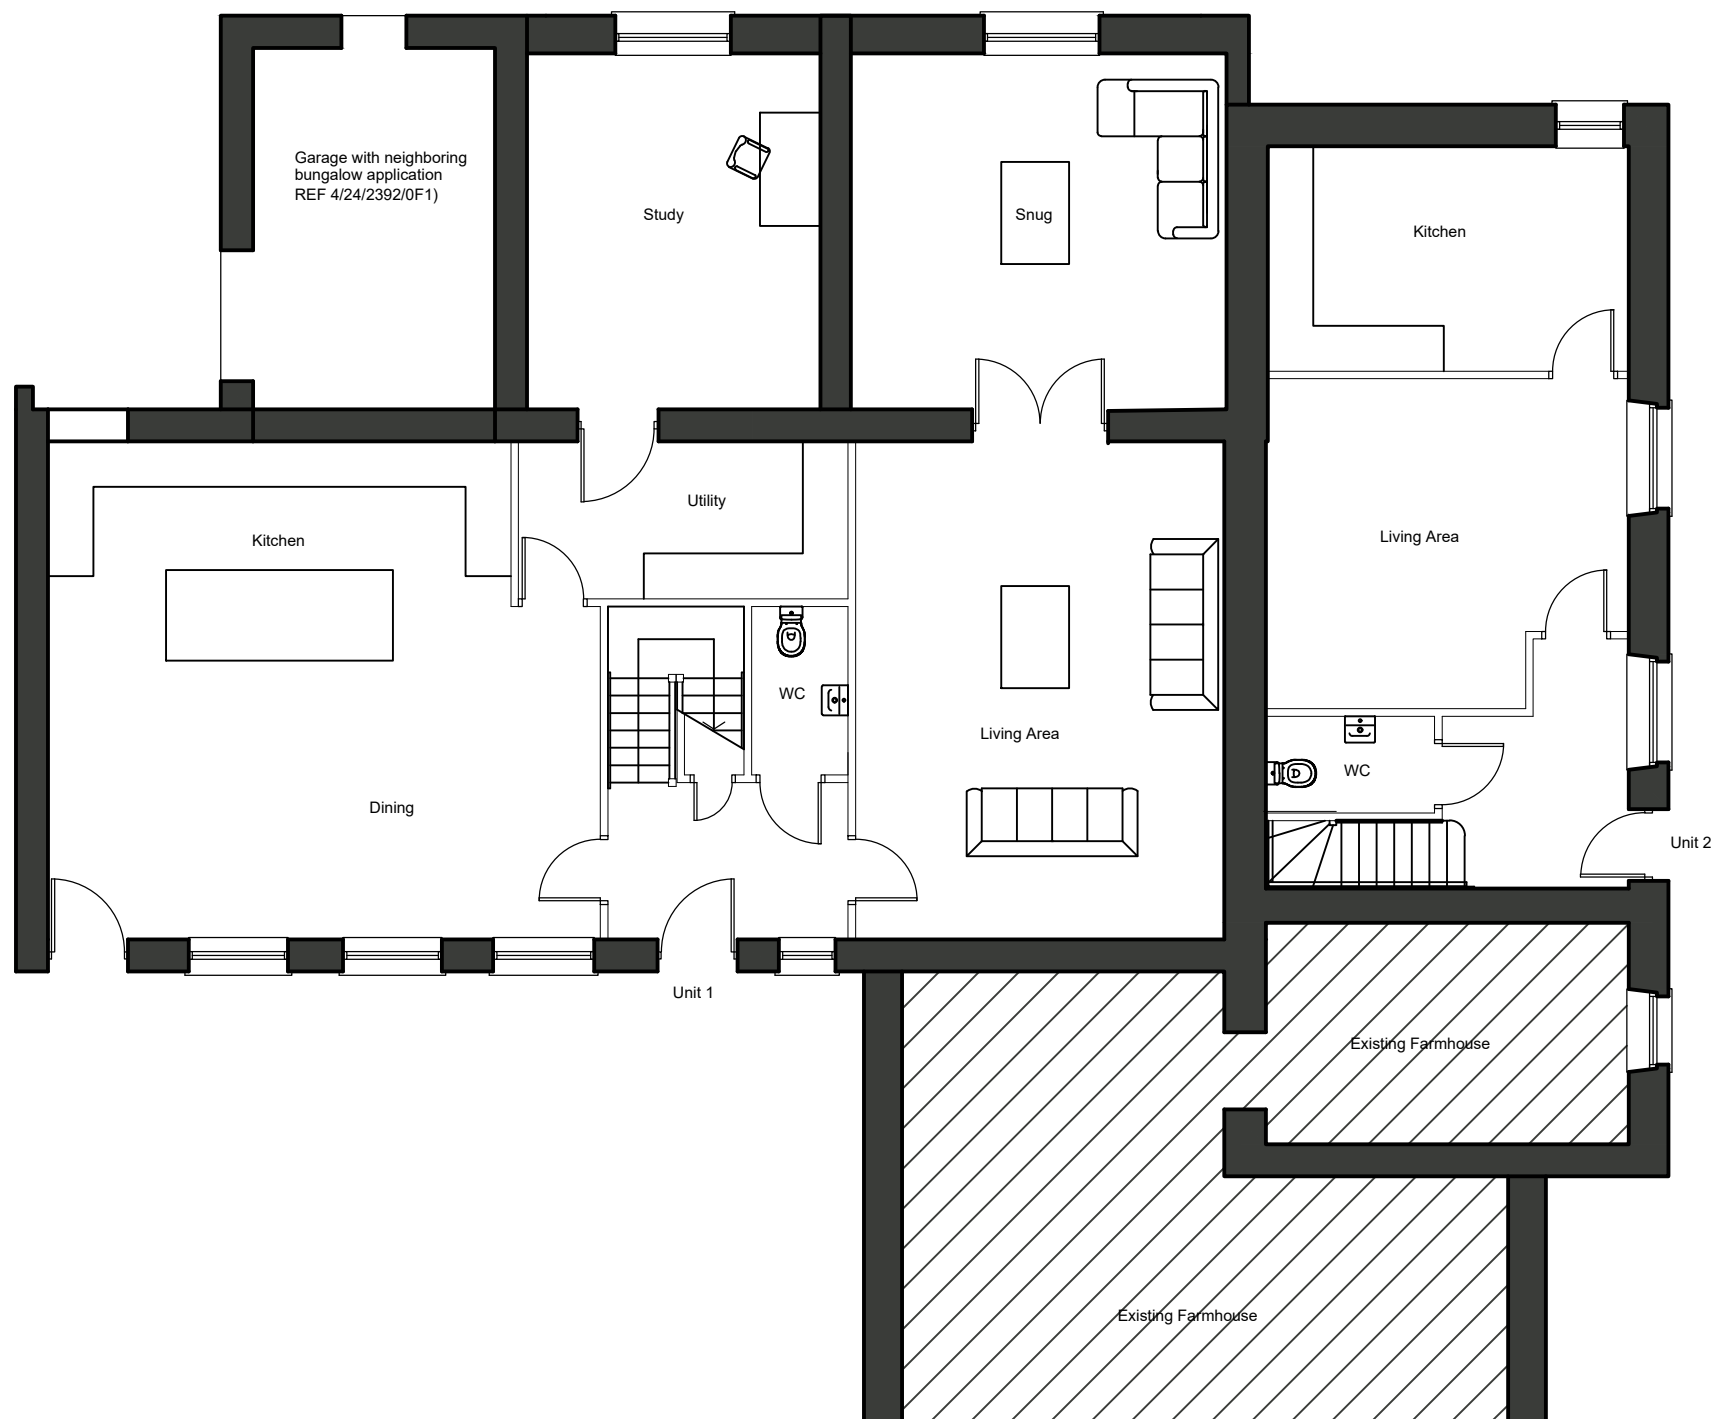 Garage with neighboring
bungalow application
REF 4/24/2392/0F1)
Study
Snug
Kitchen
Utility
Kitchen
Living Area
WC
Living Area
WC
Dining
Unit 2
Unit 1
Existing Farmhouse
Existing Farmhouse